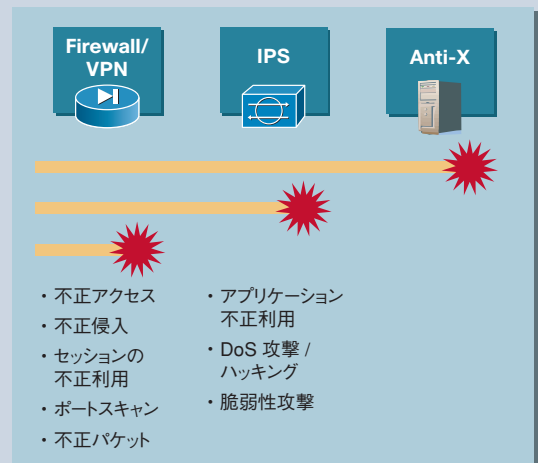 Firewall/
VPN
IPS
Anti-X
・不正アクセス
・不正侵入
・セッションの
不正利用
・ポートスキャン
・不正パケット
・アプリケーション
不正利用
・DoS 攻撃 /
ハッキング
・脆弱性攻撃